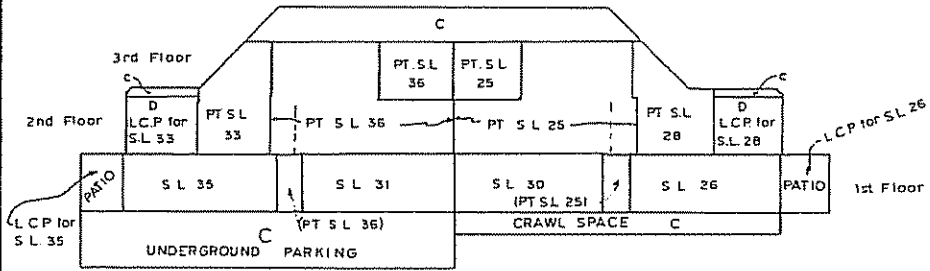 C
3rd Floor
PT. S.L 36
PT. S.L 25
C
C
D
L.C.P. for S.L. 33
2nd Floor
PT S L 33
PT S L 36
PT S.L 25
PT S.L 28
D
L.C.P. for S.L. 28
L.C.P for S.L. 26
PATIO
S L 35
S L 31
S L 30
S L 26
PATIO
1st Floor
L C P for S L. 35
(PT S L 36)
(PT S.L 25)
C
UNDERGROUND PARKING
CRAWL SPACE C